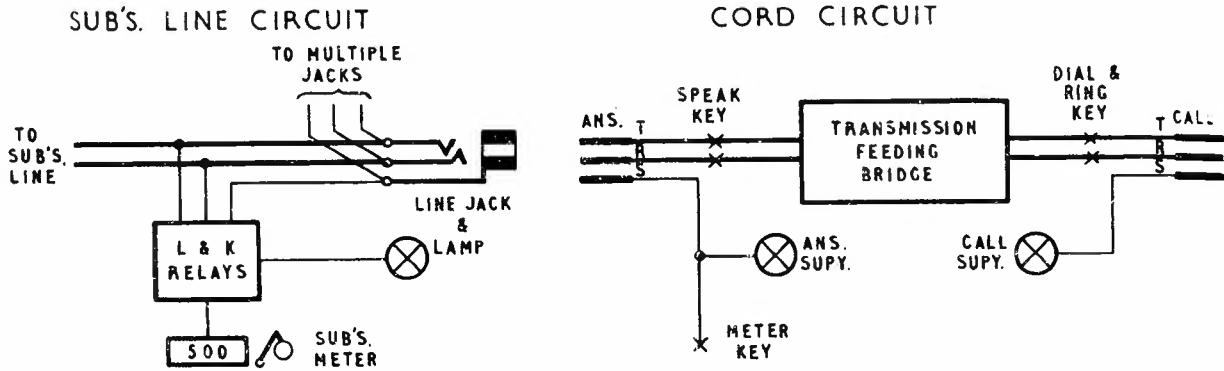 SUB'S. LINE CIRCUIT
TO MULTIPLE
JACKS
TO
SUB'S.
LINE
LINE JACK
&
LAMP
L & K
RELAYS
500
SUB'S.
METER
CORD CIRCUIT
ANS.
T
R
S
SPEAK
KEY
TRANSMISSION
FEEDING
BRIDGE
DIAL &
RING
KEY
T
R
S
CALL
ANS.
SUPY.
CALL
SUPY.
METER
KEY